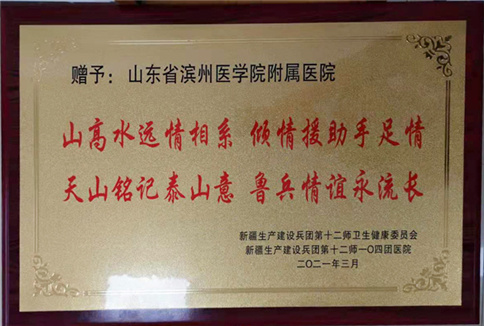 赠予：山东省滨州医学院附属医院
山高水远情相系 倾情援助手足情
天山铭记泰山意 鲁兵情谊永流长
新疆生产建设兵团第十二师卫生健康委员会
新疆生产建设兵团第十二师一〇四团医院
二〇二一年三月